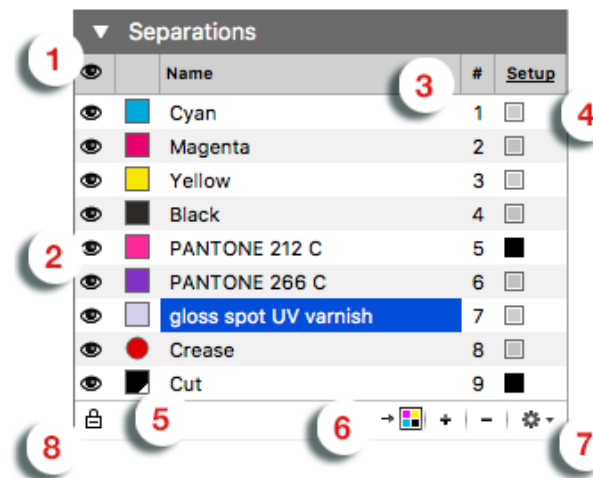 Separations
1
Name # Setup
3
Cyan 1
4
Magenta 2
Yellow 3
Black 4
2
PANTONE 212 C 5
PANTONE 266 C 6
gloss spot UV varnish 7
Crease 8
Cut 9
5
6
+ -
8
7